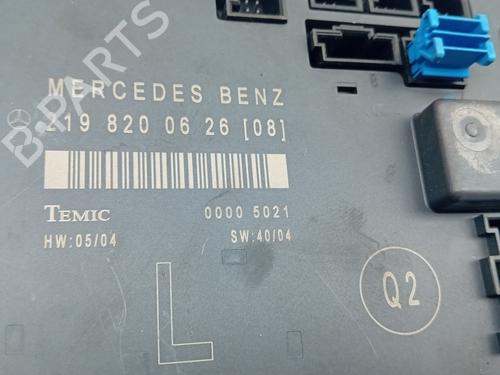 MERCEDES BENZ
219 820 06 26 [08]
TEMIC 0000 5021
HW:05/04 SW:40/04
L
Q2
B-PARTS